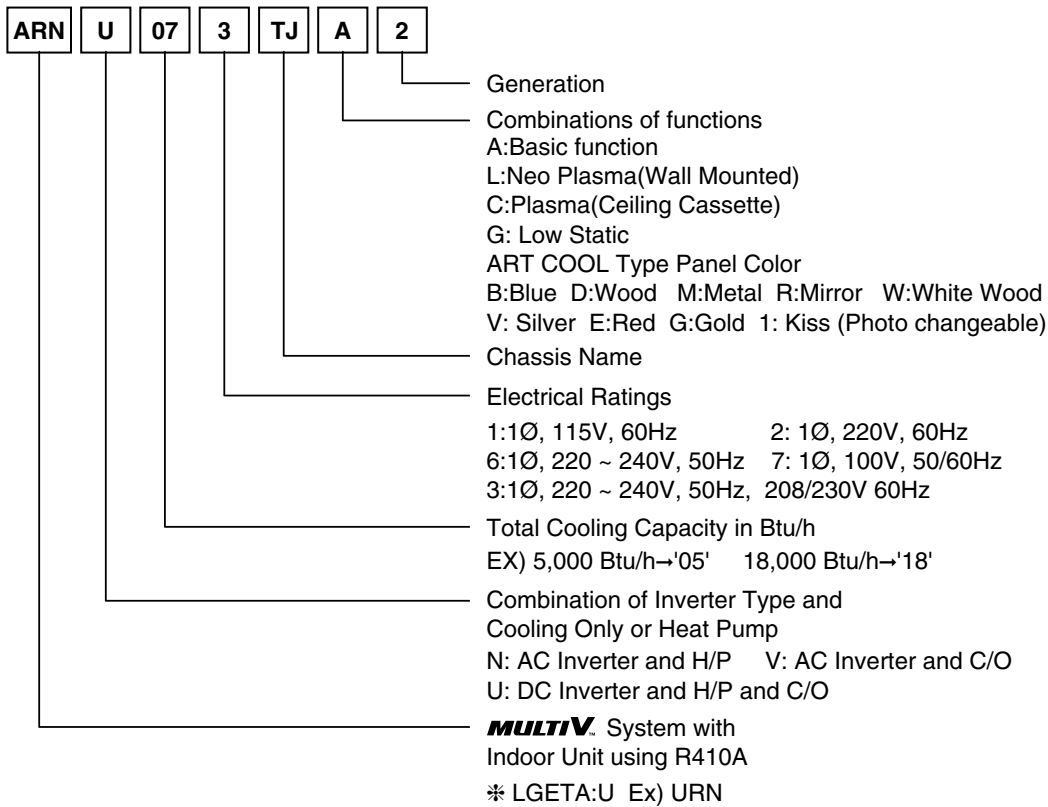 ARN U 07 3 TJ A 2
Generation
Combinations of functions
A:Basic function
L:Neo Plasma(Wall Mounted)
C:Plasma(Ceiling Cassette)
G: Low Static
ART COOL Type Panel Color
B:Blue D:Wood M:Metal R:Mirror W:White Wood
V: Silver E:Red G:Gold 1: Kiss (Photo changeable)
Chassis Name
Electrical Ratings
1:1Ø, 115V, 60Hz 2: 1Ø, 220V, 60Hz
6:1Ø, 220 ~ 240V, 50Hz 7: 1Ø, 100V, 50/60Hz
3:1Ø, 220 ~ 240V, 50Hz, 208/230V 60Hz
Total Cooling Capacity in Btu/h
EX) 5,000 Btu/h→'05' 18,000 Btu/h→'18'
Combination of Inverter Type and
Cooling Only or Heat Pump
N: AC Inverter and H/P V: AC Inverter and C/O
U: DC Inverter and H/P and C/O
MULTI V™ System with
Indoor Unit using R410A
❈ LGETA:U Ex) URN